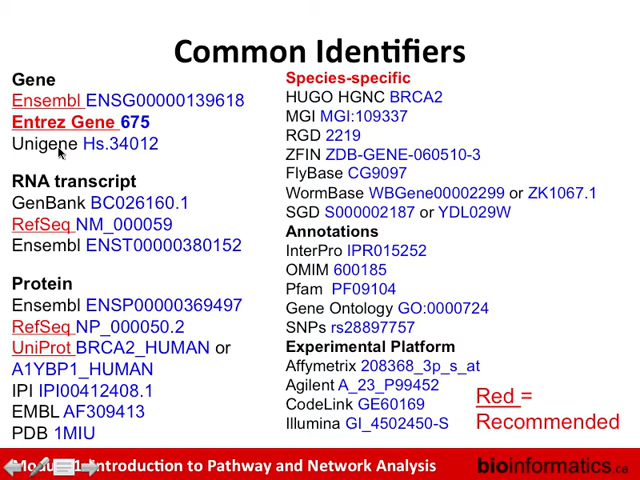 Common Identifiers
Gene
Ensembl ENSG00000139618
Entrez Gene 675
Unigene Hs.34012
RNA transcript
GenBank BC026160.1
RefSeq NM_000059
Ensembl ENST00000380152
Protein
Ensembl ENSP00000369497
RefSeq NP_000050.2
UniProt BRCA2_HUMAN or
A1YBP1_HUMAN
IPI IPI00412408.1
EMBL AF309413
PDB 1MIU
Species-specific
HUGO HGNC BRCA2
MGI MGI:109337
RGD 2219
ZFIN ZDB-GENE-060510-3
FlyBase CG9097
WormBase WBGene00002299 or ZK1067.1
SGD S000002187 or YDL029W
Annotations
InterPro IPR015252
OMIM 600185
Pfam PF09104
Gene Ontology GO:0000724
SNPs rs28897757
Experimental Platform
Affymetrix 208368_3p_s_at
Agilent A_23_P99452
CodeLink GE60169
Illumina GI_4502450-S
Red =
Recommended
Introduction to Pathway and Network Analysis
bioinformatics.ca